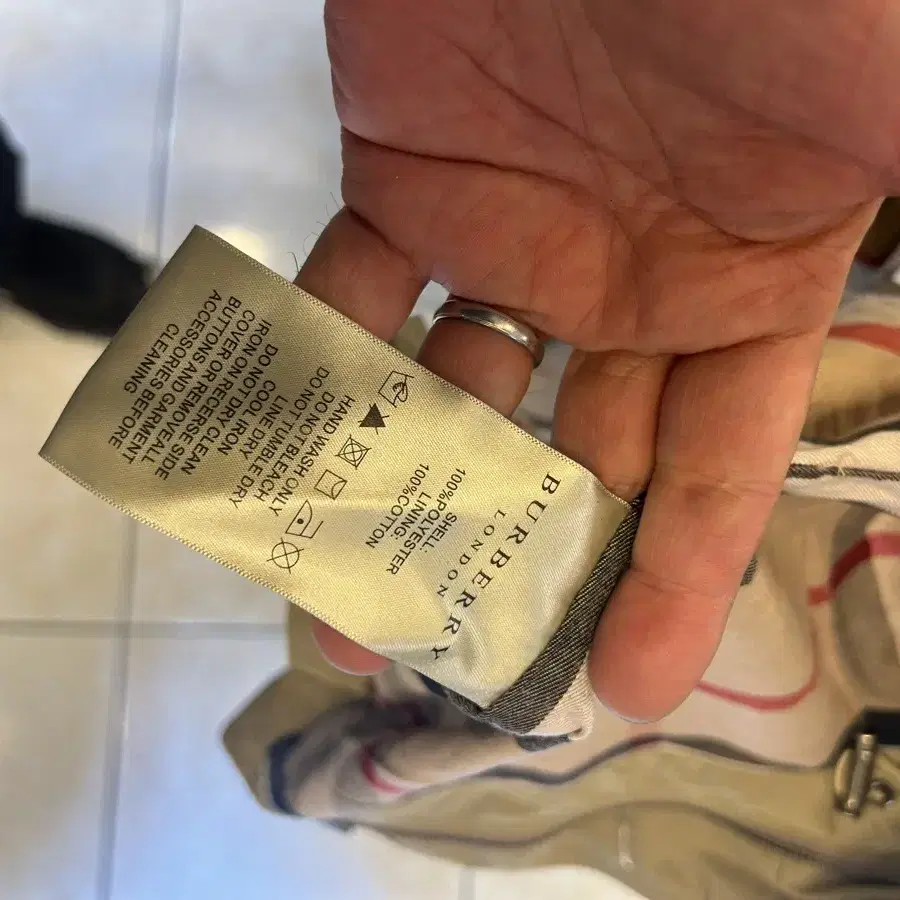 BURBERRY
LONDON
SHELL:
100%POLYESTER
LINING:
100%COTTON
HAND WASH ONLY
DO NOT BLEACH
DO NOT TUMBLE DRY
LINE DRY
COOL IRON
DO NOT DRY CLEAN
IRON ON REVERSE SIDE
COVER OR REMOVE ALL
BUTTONS AND GARMENT
ACCESSORIES BEFORE
CLEANING